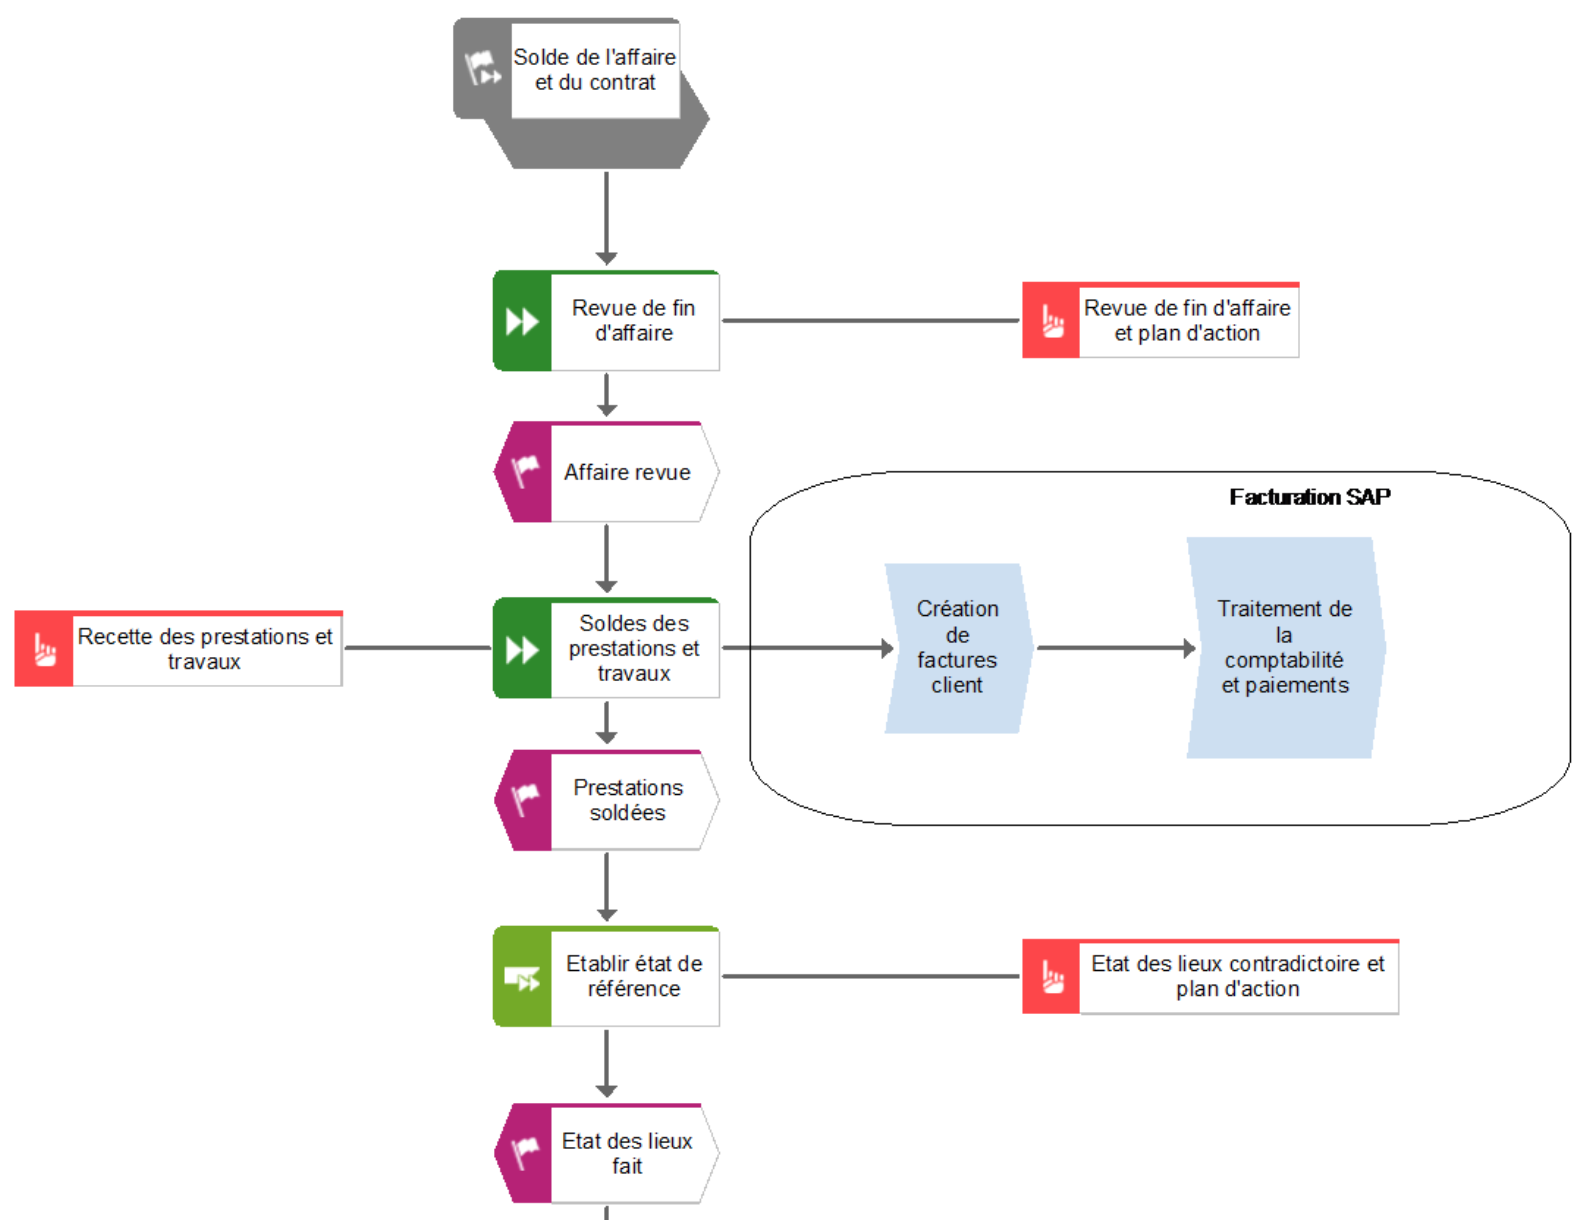 Solde de l'affaire
et du contrat
Revue de fin
d'affaire
Revue de fin d'affaire
et plan d'action
Affaire revue
Facturation SAP
Recette des prestations et
travaux
Soldes des
prestations et
travaux
Création
de
factures
client
Traitement de
la
comptabilité
et paiements
Prestations
soldées
Etablir état de
référence
Etat des lieux contradictoire et
plan d'action
Etat des lieux
fait